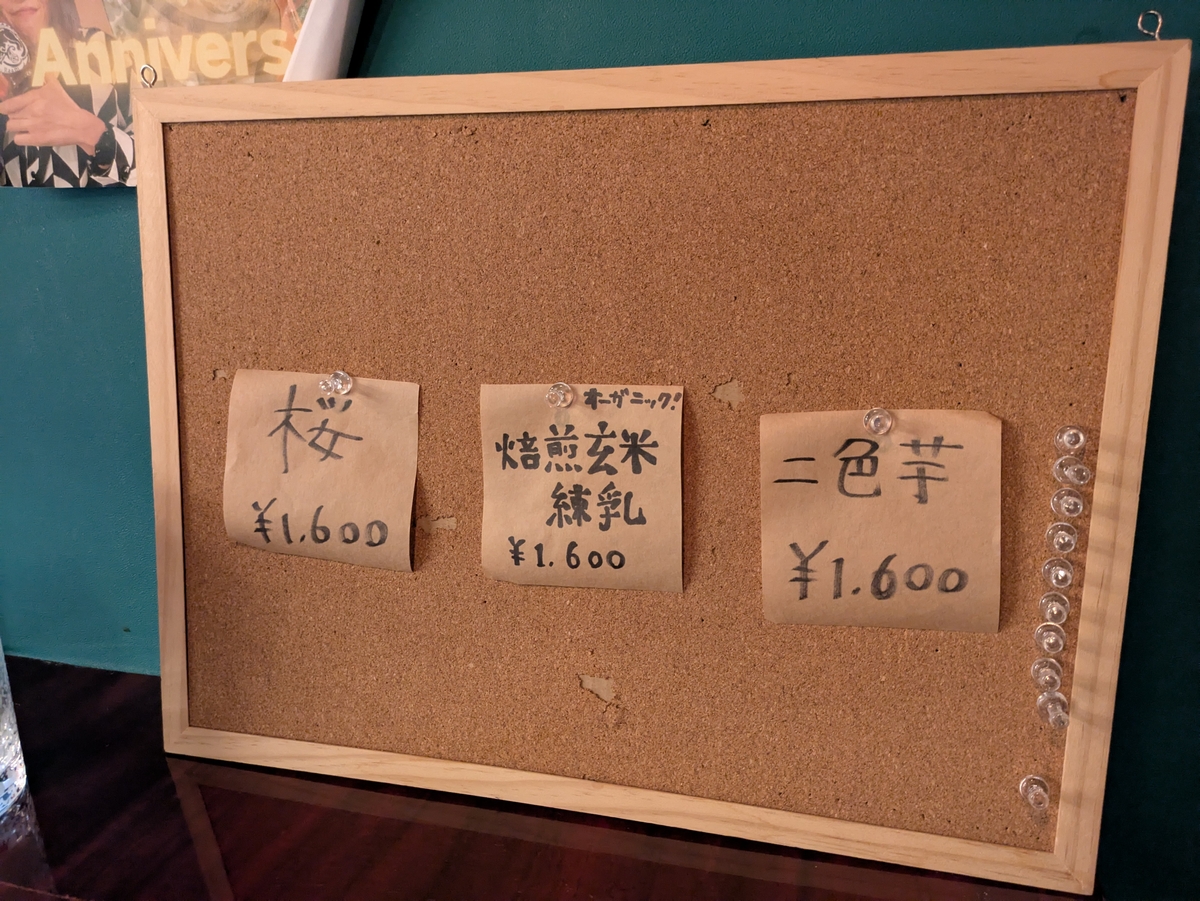 Annivers
桜
¥1.600
オーガニック!
焙煎玄米
練乳
¥1.600
二色芋
¥1.600